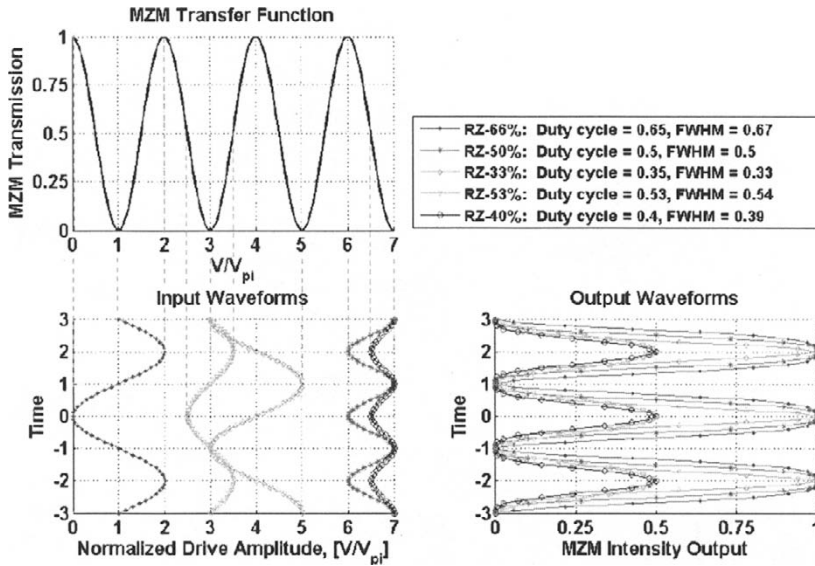 MZM Transfer Function
1
0.75
0.5
0.25
0
MZM Transmission
0 1 2 3 4 5 6 7
V/Vpi
RZ-66%: Duty cycle = 0.65, FWHM = 0.67
RZ-50%: Duty cycle = 0.5, FWHM = 0.5
RZ-33%: Duty cycle = 0.35, FWHM = 0.33
RZ-53%: Duty cycle = 0.53, FWHM = 0.54
RZ-40%: Duty cycle = 0.4, FWHM = 0.39
Input Waveforms
3
2
1
0
-1
-2
-3
Time
0 1 2 3 4 5 6 7
Normalized Drive Amplitude, [V/Vpi]
Output Waveforms
3
2
1
0
-1
-2
-3
Time
0 0.25 0.5 0.75 1
MZM Intensity Output